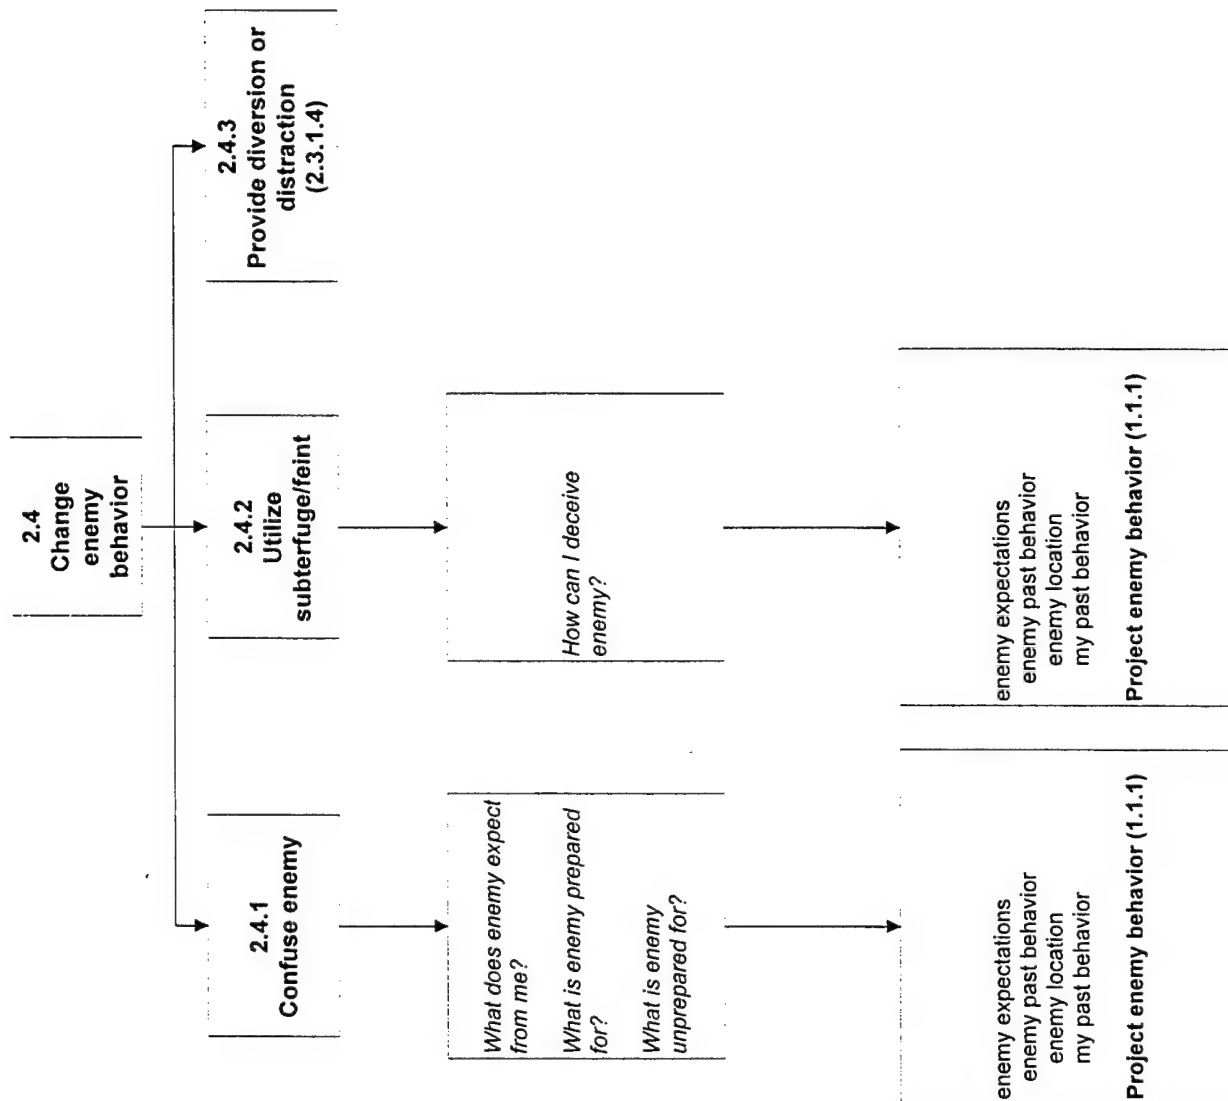 2.4
Change
enemy
behavior
2.4.1
Confuse enemy
2.4.2
Utilize
subterfuge/feint
2.4.3
Provide diversion or
distraction
(2.3.1.4)
What does enemy expect
from me?
What is enemy prepared
for?
What is enemy
unprepared for?
How can I deceive
enemy?
enemy expectations
enemy past behavior
enemy location
my past behavior
Project enemy behavior (1.1.1)
enemy expectations
enemy past behavior
enemy location
my past behavior
Project enemy behavior (1.1.1)